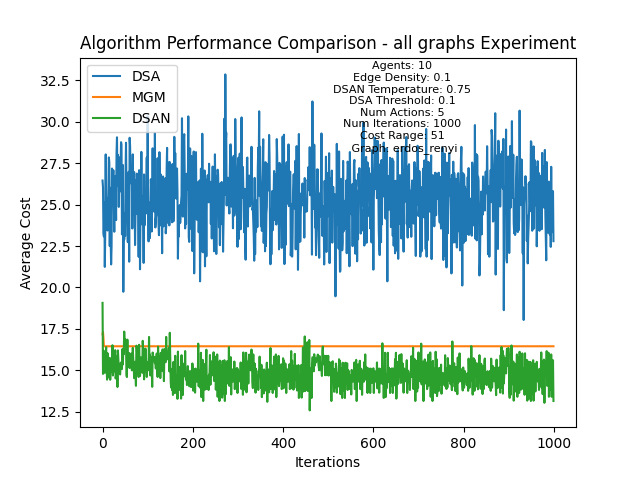 Algorithm Performance Comparison - all graphs Experiment
DSA
MGM
DSAN
Agents: 10
Edge Density: 0.1
DSAN Temperature: 0.75
DSA Threshold: 0.1
Num Actions: 5
Num Iterations: 1000
Cost Range: 51
Graph: erdos_renyi
Average Cost
32.5
30.0
27.5
25.0
22.5
20.0
17.5
15.0
12.5
0 200 400 600 800 1000
Iterations